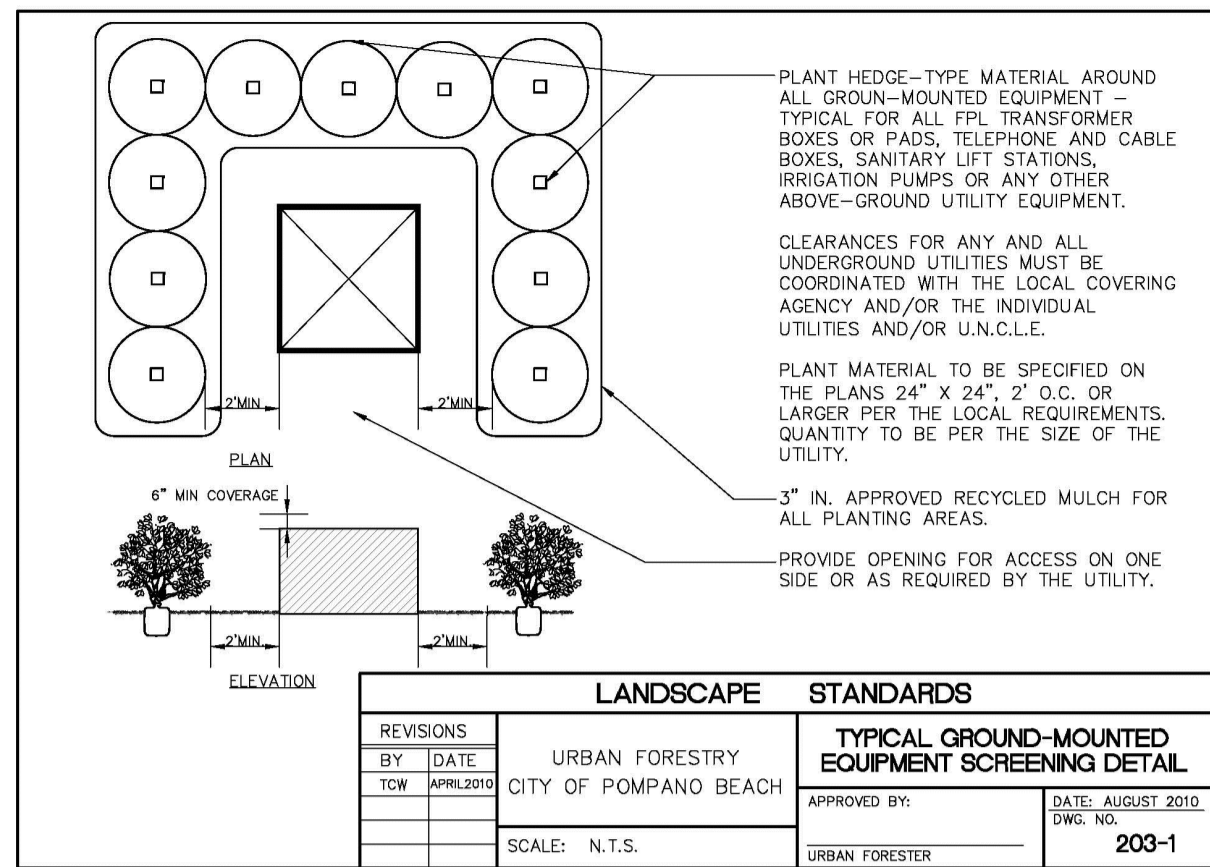 PLANT HEDGE-TYPE MATERIAL AROUND
ALL GROUN-MOUNTED EQUIPMENT -
TYPICAL FOR ALL FPL TRANSFORMER
BOXES OR PADS, TELEPHONE AND CABLE
BOXES, SANITARY LIFT STATIONS,
IRRIGATION PUMPS OR ANY OTHER
ABOVE-GROUND UTILITY EQUIPMENT.
CLEARANCES FOR ANY AND ALL
UNDERGROUND UTILITIES MUST BE
COORDINATED WITH THE LOCAL COVERING
AGENCY AND/OR THE INDIVIDUAL
UTILITIES AND/OR U.N.C.L.E.
PLANT MATERIAL TO BE SPECIFIED ON
THE PLANS 24" X 24", 2' O.C. OR
LARGER PER THE LOCAL REQUIREMENTS.
QUANTITY TO BE PER THE SIZE OF THE
UTILITY.
3" IN. APPROVED RECYCLED MULCH FOR
ALL PLANTING AREAS.
PROVIDE OPENING FOR ACCESS ON ONE
SIDE OR AS REQUIRED BY THE UTILITY.
2'MIN.
2'MIN.
PLAN
6" MIN COVERAGE
2'MIN.
2'MIN.
ELEVATION
LANDSCAPE STANDARDS
REVISIONS
BY DATE
TCW APRIL2010
URBAN FORESTRY
CITY OF POMPANO BEACH
SCALE: N.T.S.
TYPICAL GROUND-MOUNTED
EQUIPMENT SCREENING DETAIL
APPROVED BY:
URBAN FORESTER
DATE: AUGUST 2010
DWG. NO.
203-1